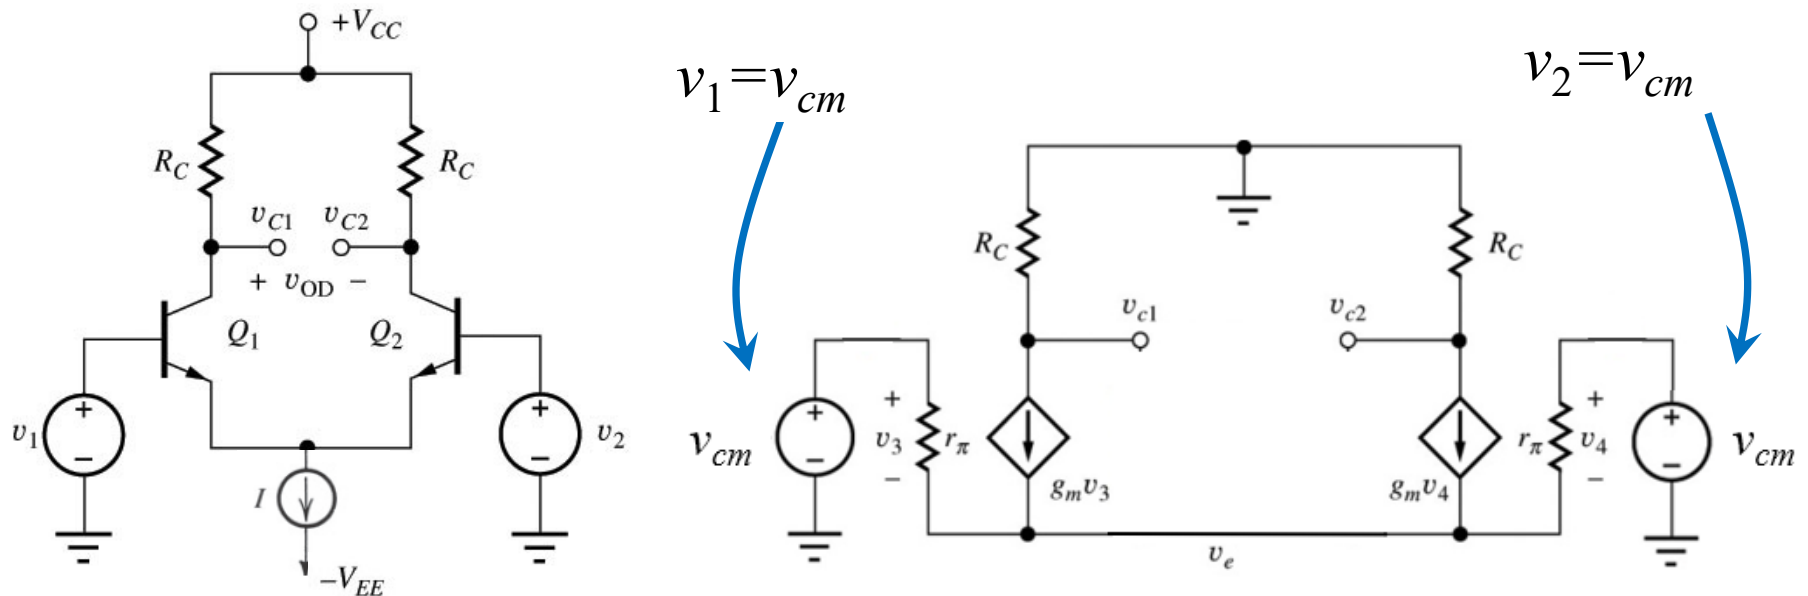 +V_CC
R_C
R_C
v_C1
v_C2
+ v_OD −
Q_1
Q_2
+
−
v_1
+
−
v_2
I
−V_EE
v_1=v_cm
v_2=v_cm
R_C
R_C
v_c1
v_c2
v_cm
+
−
+
v_3
−
r_π
g_m v_3
g_m v_4
r_π
+
v_4
−
+
−
v_cm
v_e